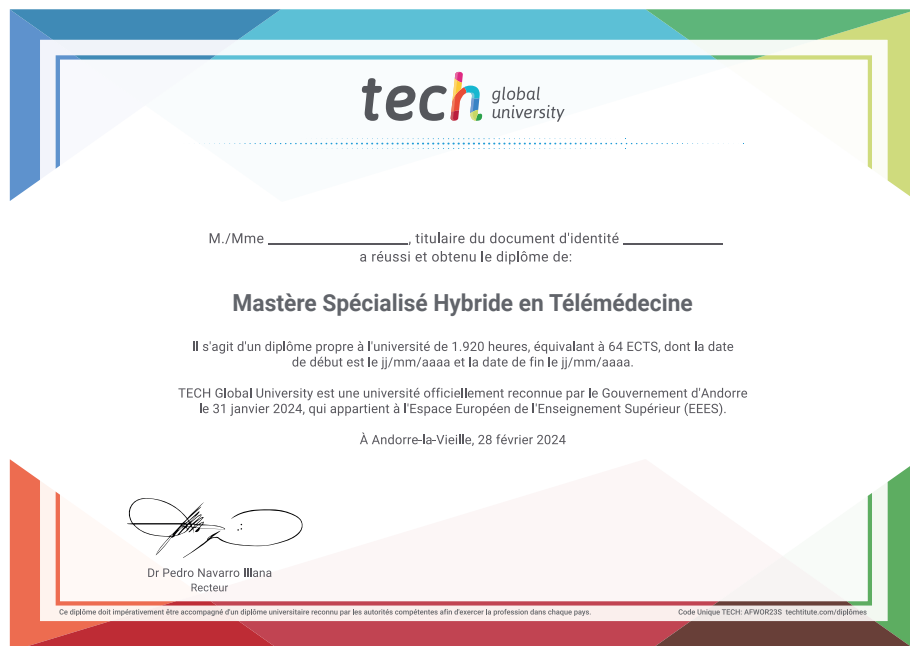 tech global
university
M./Mme ____________, titulaire du document d'identité ____________
a réussi et obtenu le diplôme de:
Mastère Spécialisé Hybride en Télémédecine
Il s'agit d'un diplôme propre à l'université de 1.920 heures, équivalant à 64 ECTS, dont la date
de début est le jj/mm/aaaa et la date de fin le jj/mm/aaaa.
TECH Global University est une université officiellement reconnue par le Gouvernement d'Andorre
le 31 janvier 2024, qui appartient à l'Espace Européen de l'Enseignement Supérieur (EEES).
À Andorre-la-Vieille, 28 février 2024
Dr Pedro Navarro Illana
Recteur
Ce diplôme doit impérativement être accompagné d'un diplôme universitaire reconnu par les autorités compétentes afin d'exercer la profession dans chaque pays.
Code Unique TECH: AFWOR23S techtitute.com/diplômes